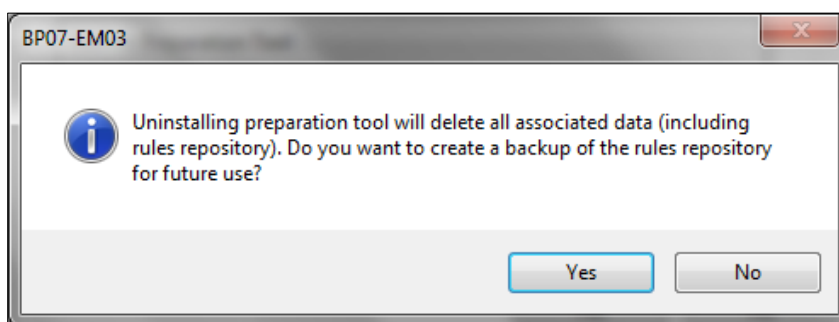 BP07-EM03
Uninstalling preparation tool will delete all associated data (including
rules repository). Do you want to create a backup of the rules repository
for future use?
Yes
No